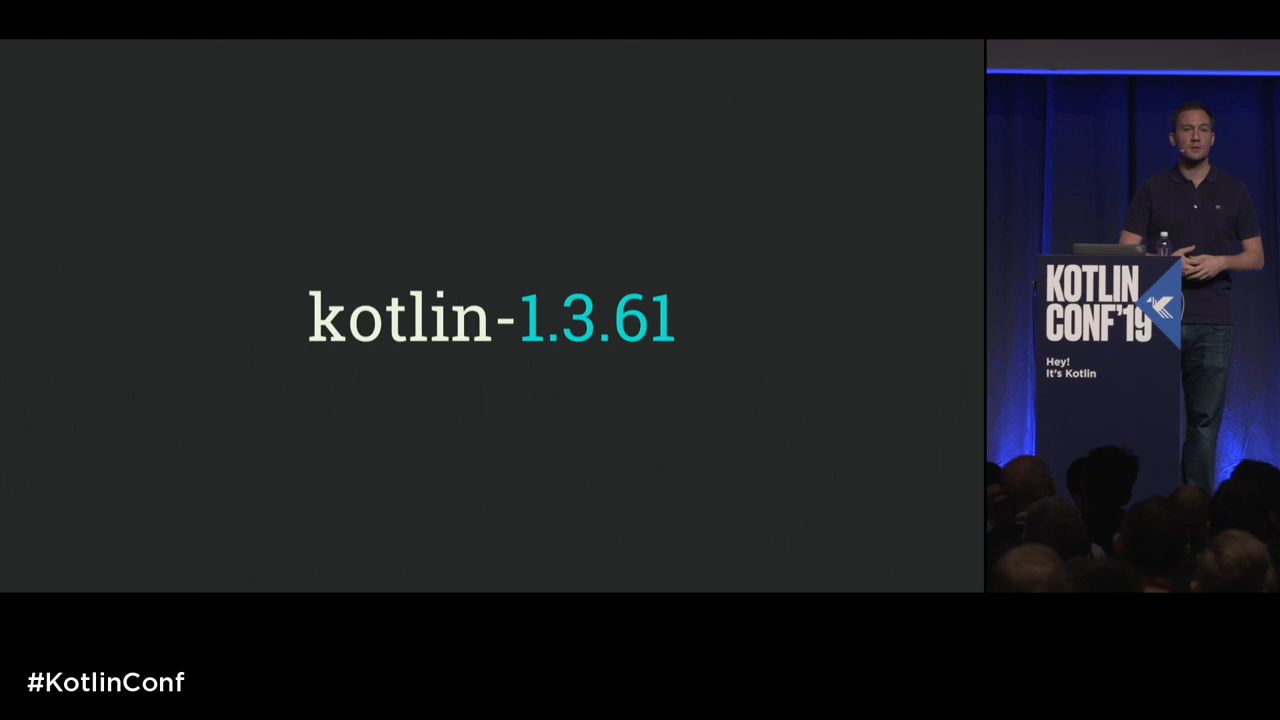 kotlin-1.3.61
KOTLIN
CONF'19
Hey!
It's Kotlin
#KotlinConf